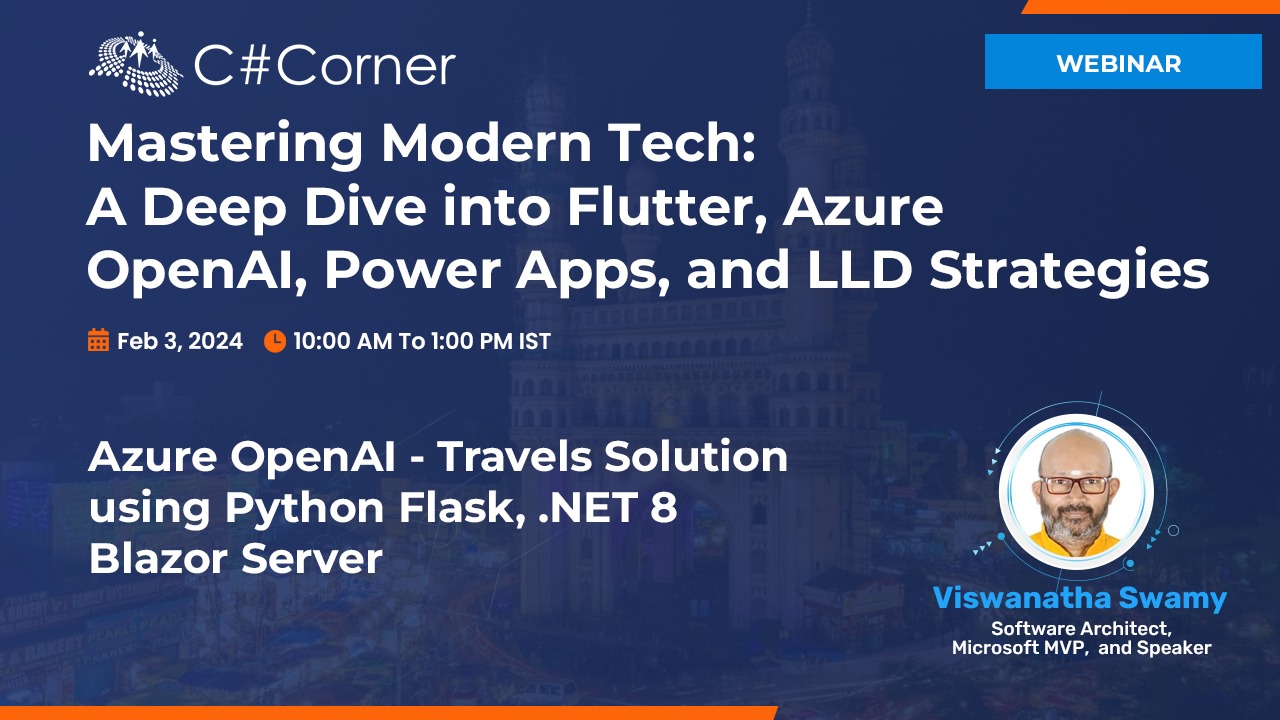 C#Corner
WEBINAR
Mastering Modern Tech:
A Deep Dive into Flutter, Azure
OpenAI, Power Apps, and LLD Strategies
Feb 3, 2024 10:00 AM To 1:00 PM IST
Azure OpenAI - Travels Solution
using Python Flask, .NET 8
Blazor Server
Viswanatha Swamy
Software Architect,
Microsoft MVP, and Speaker